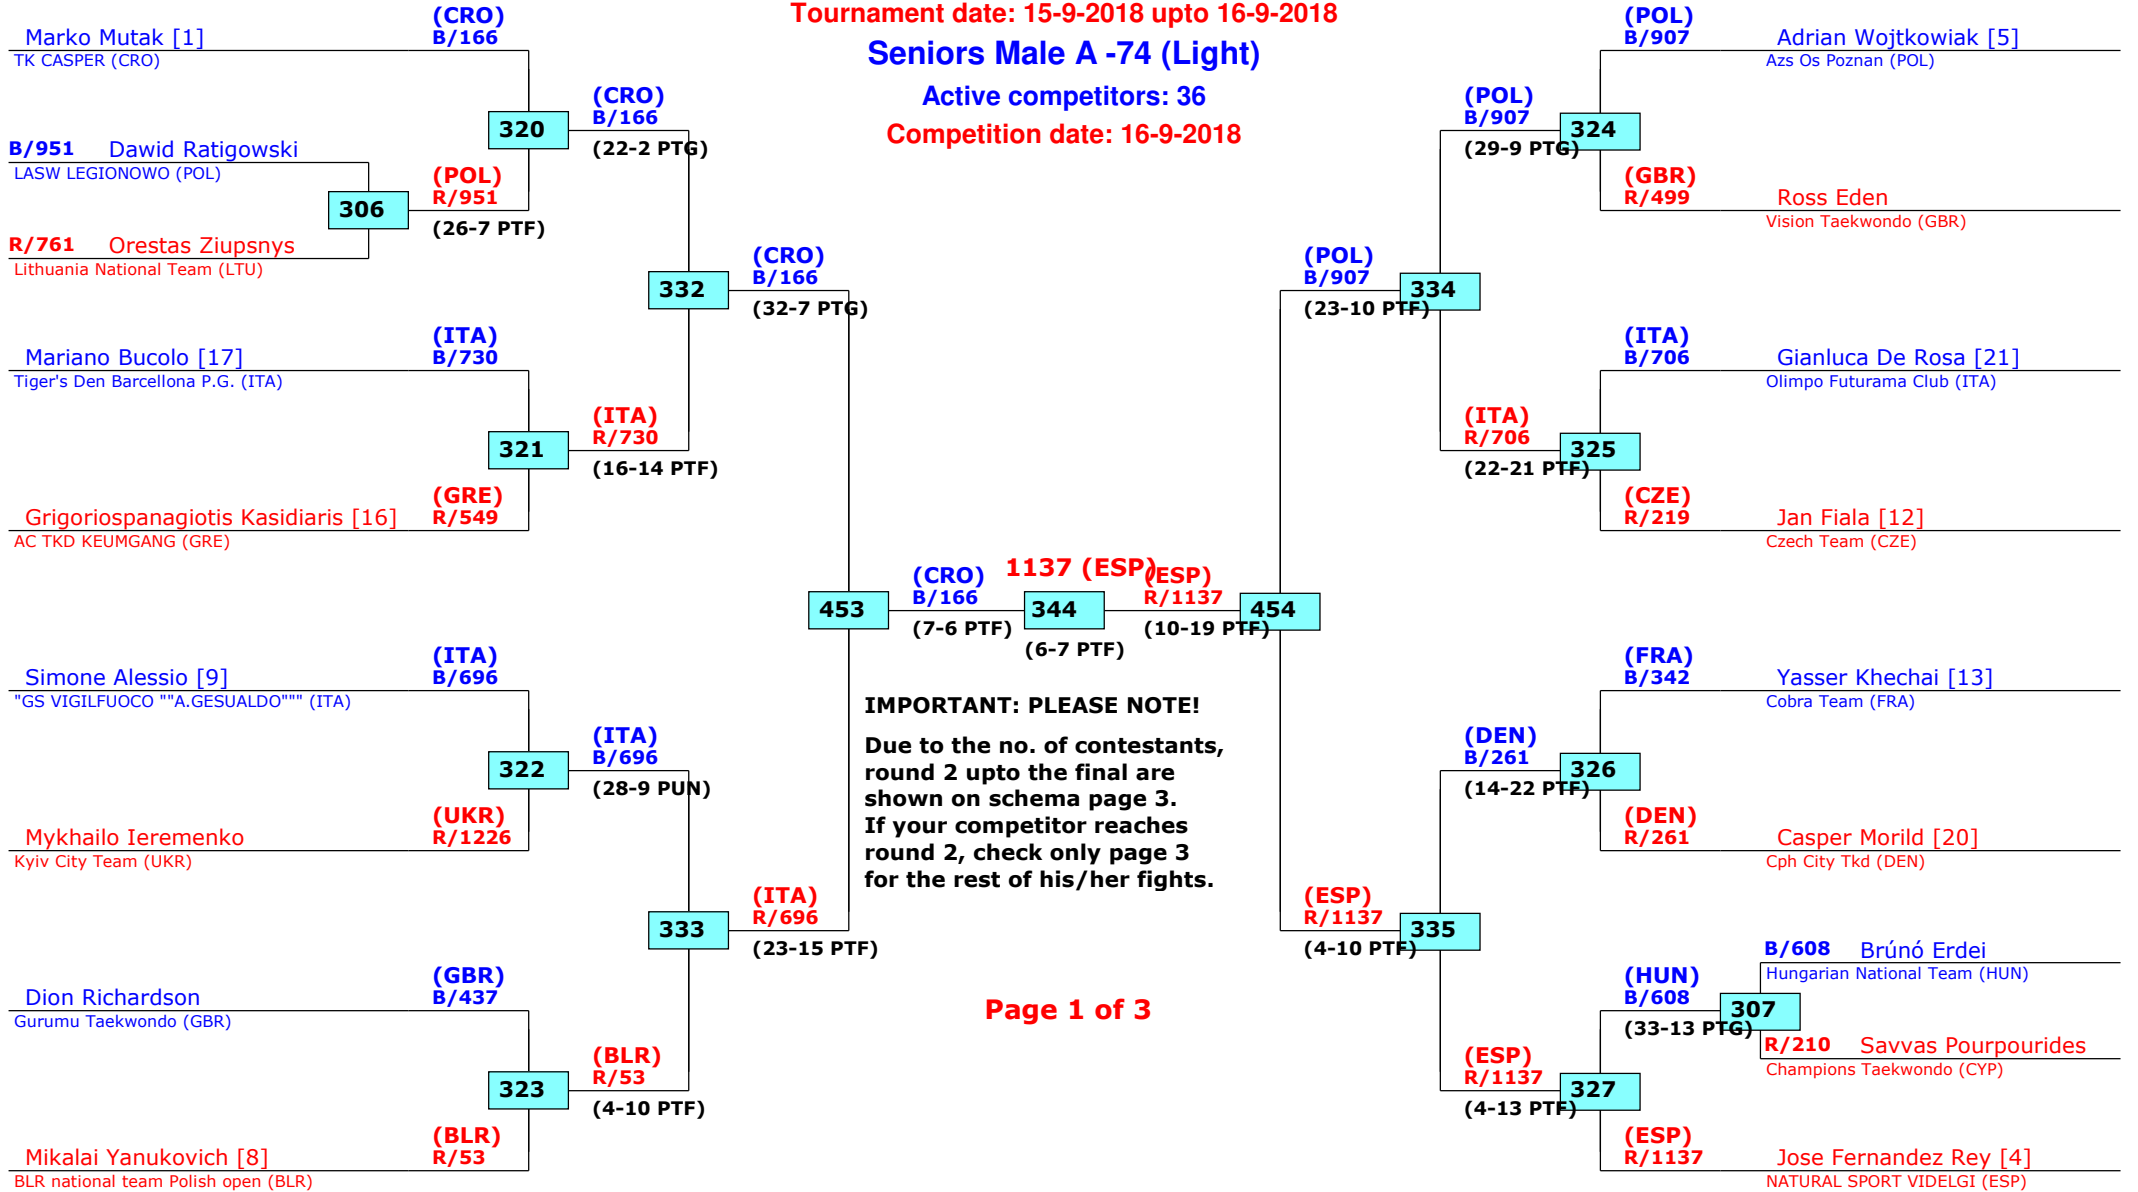 Tournament date: 15-9-2018 upto 16-9-2018
Seniors Male A -74 (Light)
Active competitors: 36
Competition date: 16-9-2018
Marko Mutak [1]
TK CASPER (CRO)
(CRO)
B/166
B/951 Dawid Ratigowski
LASW LEGIONOWO (POL)
306
R/761 Orestas Ziupsnys
Lithuania National Team (LTU)
(POL)
R/951
(26-7 PTF)
320
(CRO)
B/166
(22-2 PTG)
Mariano Bucolo [17]
Tiger's Den Barcellona P.G. (ITA)
(ITA)
B/730
321
Grigoriospanagiotis Kasidiaris [16]
AC TKD KEUMGANG (GRE)
(GRE)
R/549
(ITA)
R/730
(16-14 PTF)
332
(CRO)
B/166
(32-7 PTG)
Simone Alessio [9]
"GS VIGILFUOCO ""A.GESUALDO""" (ITA)
(ITA)
B/696
322
Mykhailo Ieremenko
Kyiv City Team (UKR)
(UKR)
R/1226
(ITA)
B/696
(28-9 PUN)
Dion Richardson
Gurumu Taekwondo (GBR)
(GBR)
B/437
323
Mikalai Yanukovich [8]
BLR national team Polish open (BLR)
(BLR)
R/53
(BLR)
R/53
(4-10 PTF)
333
(ITA)
R/696
(23-15 PTF)
453
(CRO)
B/166
(7-6 PTF)
1137 (ESP)
344
(6-7 PTF)
(ESP)
R/1137
(10-19 PTF)
454
IMPORTANT: PLEASE NOTE!
Due to the no. of contestants,
round 2 upto the final are
shown on schema page 3.
If your competitor reaches
round 2, check only page 3
for the rest of his/her fights.
Page 1 of 3
(POL)
B/907
Adrian Wojtkowiak [5]
Azs Os Poznan (POL)
324
(GBR)
R/499
Ross Eden
Vision Taekwondo (GBR)
(POL)
B/907
(29-9 PTG)
(POL)
B/907
(23-10 PTF)
334
(ITA)
B/706
Gianluca De Rosa [21]
Olimpo Futurama Club (ITA)
325
(ITA)
R/706
(22-21 PTF)
(CZE)
R/219
Jan Fiala [12]
Czech Team (CZE)
(FRA)
B/342
Yasser Khechai [13]
Cobra Team (FRA)
326
(DEN)
B/261
(14-22 PTF)
(DEN)
R/261
Casper Morild [20]
Cph City Tkd (DEN)
(ESP)
R/1137
(4-10 PTF)
335
B/608 Brúnó Erdei
Hungarian National Team (HUN)
307
(HUN)
B/608
(33-13 PTG)
R/210 Savvas Pourpourides
Champions Taekwondo (CYP)
327
(ESP)
R/1137
(4-13 PTF)
(ESP)
R/1137
Jose Fernandez Rey [4]
NATURAL SPORT VIDELGI (ESP)